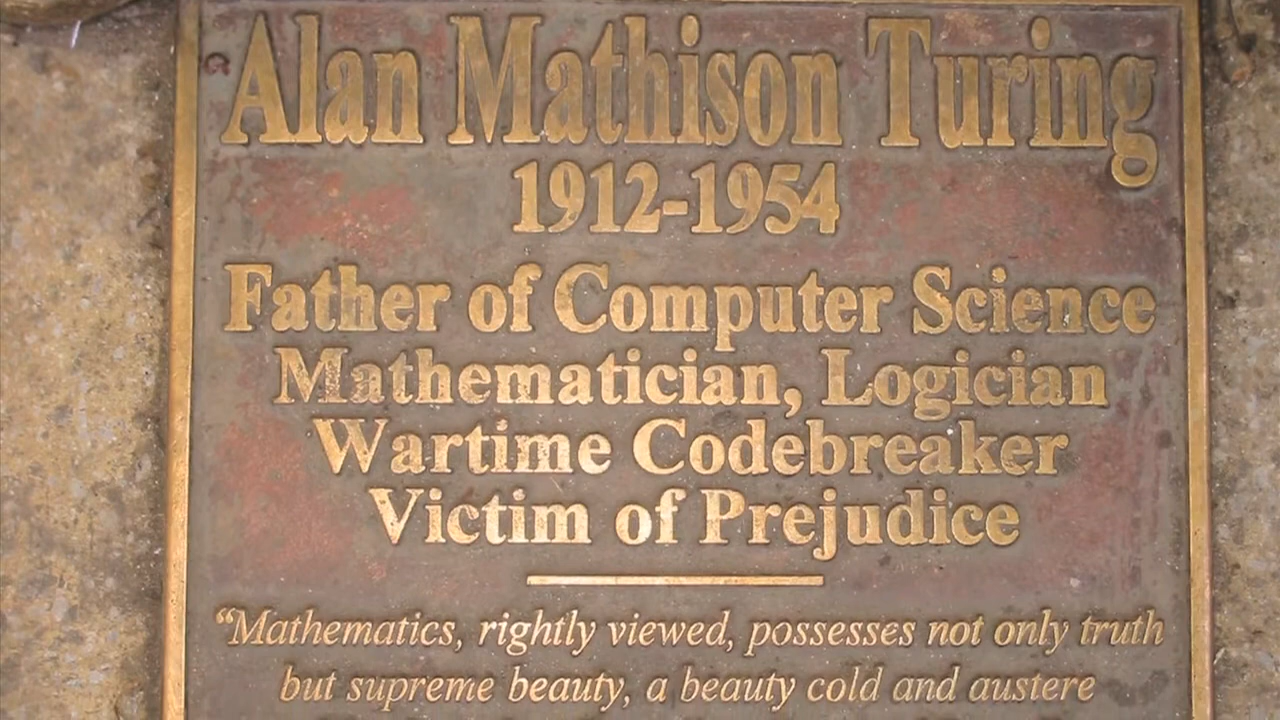 Alan Mathison Turing
1912-1954
Father of Computer Science
Mathematician, Logician
Wartime Codebreaker
Victim of Prejudice
“Mathematics, rightly viewed, possesses not only truth
but supreme beauty, a beauty cold and austere